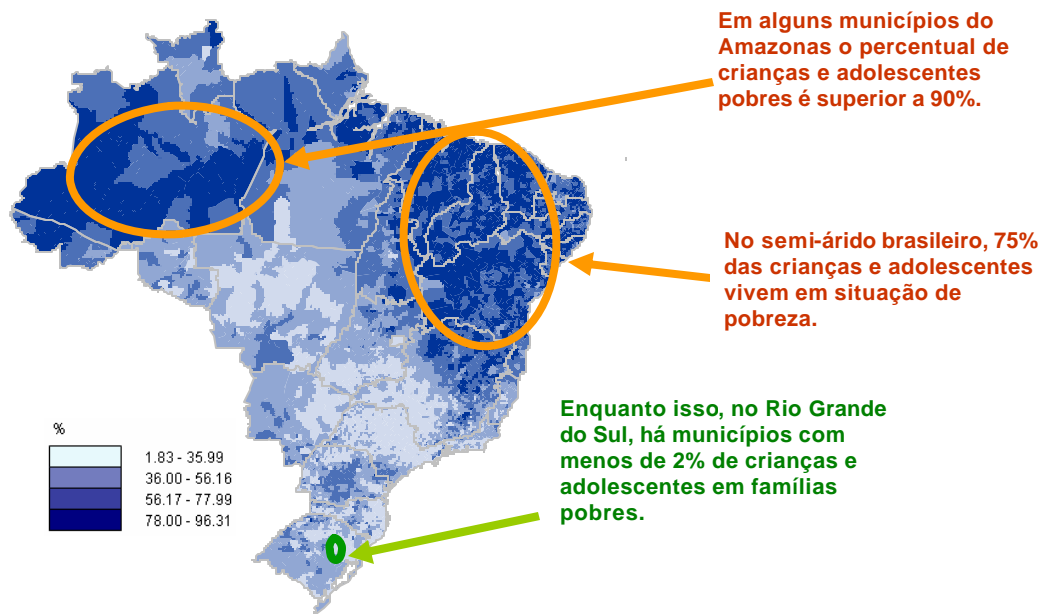 Em alguns municípios do
Amazonas o percentual de
crianças e adolescentes
pobres é superior a 90%.
No semi-árido brasileiro, 75%
das crianças e adolescentes
vivem em situação de
pobreza.
Enquanto isso, no Rio Grande
do Sul, há municípios com
menos de 2% de crianças e
adolescentes em famílias
pobres.
%
1.83 - 35.99
36.00 - 56.16
56.17 - 77.99
78.00 - 96.31